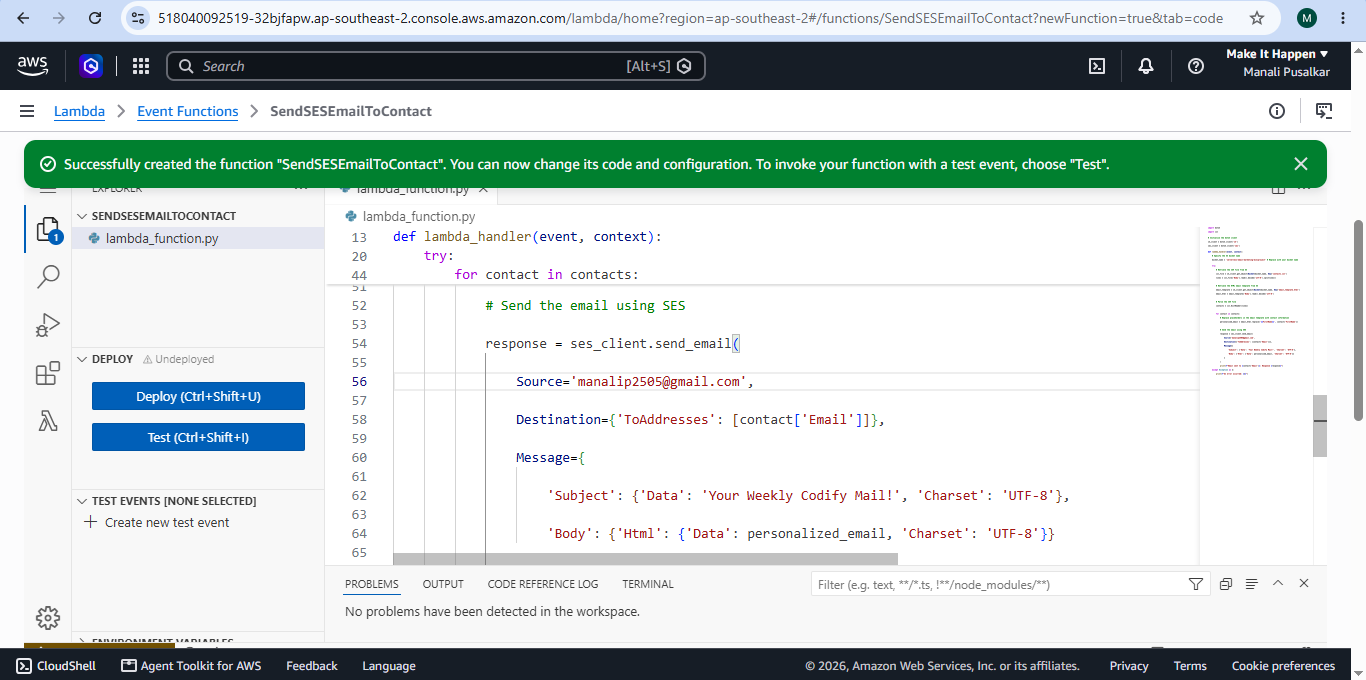 518040092519-32bjfapw.ap-southeast-2.console.aws.amazon.com/lambda/home?region=ap-southeast-2#/functions/SendSESEmailToContact?newFunction=true&tab=code
M
aws
Search
[Alt+S]
Make It Happen
Manali Pusalkar
Lambda
Event Functions
SendSESEmailToContact
Successfully created the function "SendSESEmailToContact". You can now change its code and configuration. To invoke your function with a test event, choose "Test".
EXPLORER
lambda_function.py
1
SENDSESEMAILTOCONTACT
lambda_function.py
DEPLOY
Undeployed
Deploy (Ctrl+Shift+U)
Test (Ctrl+Shift+I)
TEST EVENTS [NONE SELECTED]
Create new test event
ENVIRONMENT VARIABLES
lambda_function.py
13 def lambda_handler(event, context):
20 try:
44 for contact in contacts:
51
52 # Send the email using SES
53
54 response = ses_client.send_email(
55
56 Source='manalip2505@gmail.com',
57
58 Destination={'ToAddresses': [contact['Email']]},
59
60 Message={
61
62 'Subject': {'Data': 'Your Weekly Codify Mail!', 'Charset': 'UTF-8'},
63
64 'Body': {'Html': {'Data': personalized_email, 'Charset': 'UTF-8'}}
65
PROBLEMS
OUTPUT
CODE REFERENCE LOG
TERMINAL
Filter (e.g. text, **/*.ts, !**/node_modules/**)
No problems have been detected in the workspace.
CloudShell
Agent Toolkit for AWS
Feedback
Language
© 2026, Amazon Web Services, Inc. or its affiliates.
Privacy
Terms
Cookie preferences